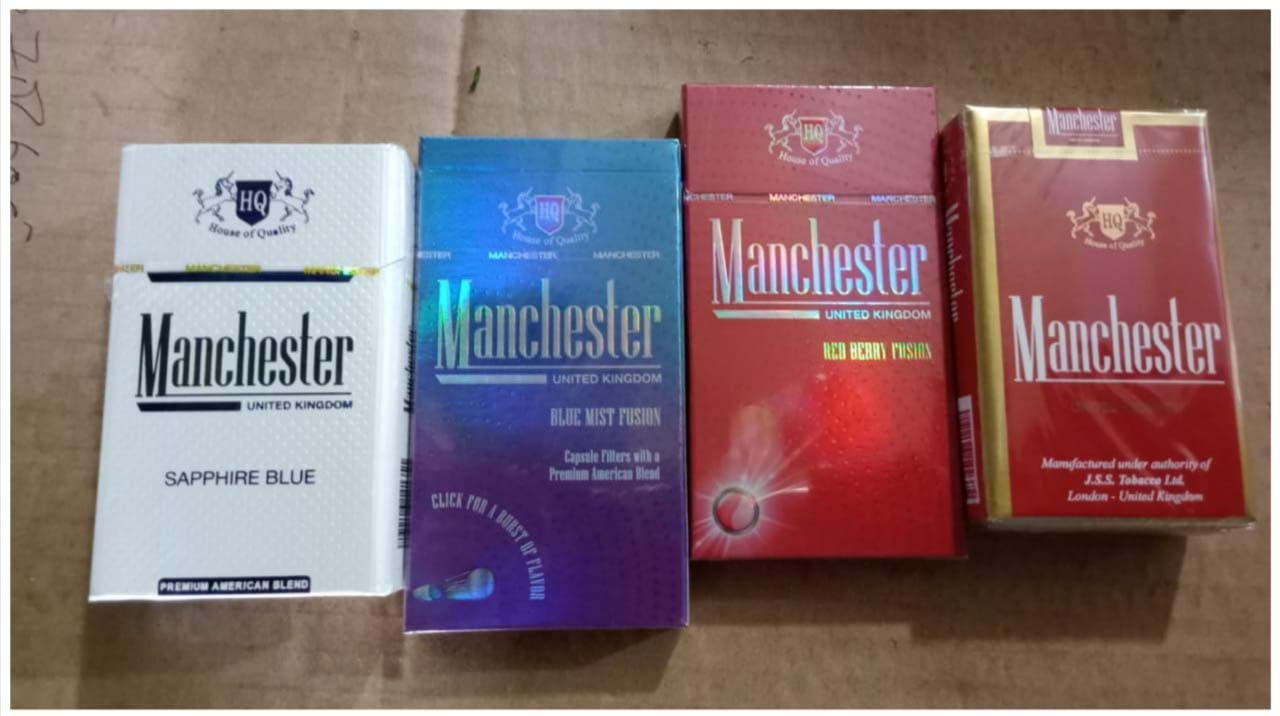 HQ
House of Quality
MANCHESTER
Manchester
UNITED KINGDOM
SAPPHIRE BLUE
PREMIUM AMERICAN BLEND
HQ
House of Quality
MANCHESTER MANCHESTER
Manchester
UNITED KINGDOM
BLUE MIST FUSION
Capsule Filters with a
Premium American Blend
CLICK FOR A BURST OF FLAVOR
HQ
House of Quality
MANCHESTER MANCHESTER
Manchester
UNITED KINGDOM
RED BERRY FUSION
Manchester
HQ
House of Quality
Manchester
Manufactured under authority of
J.S.S. Tobacco Ltd.
London - United Kingdom
Manchester